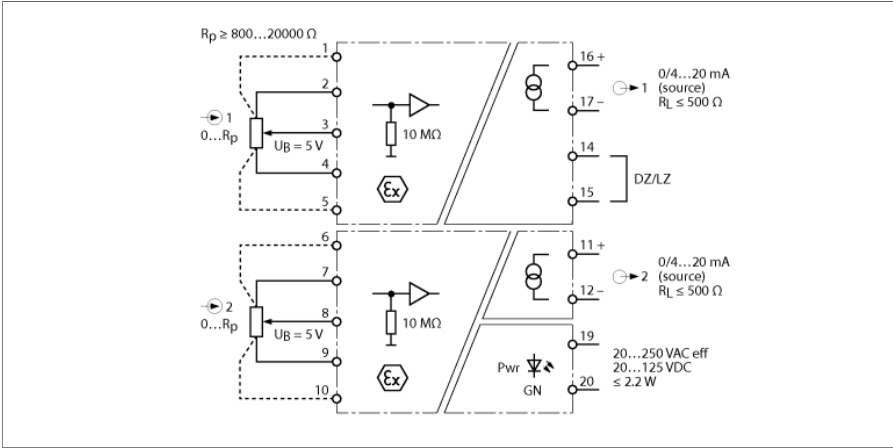 Rp ≥ 800...20000 Ω
1
2
1
3
0...Rp
UB = 5 V
4
5
10 MΩ
εx
16 +
17 –
1
0/4...20 mA
(source)
RL ≤ 500 Ω
14
15
DZ/LZ
6
7
2
8
0...Rp
UB = 5 V
9
10
10 MΩ
εx
11 +
12 –
2
0/4...20 mA
(source)
RL ≤ 500 Ω
Pwr
GN
19
20
20...250 VAC eff
20...125 VDC
≤ 2.2 W